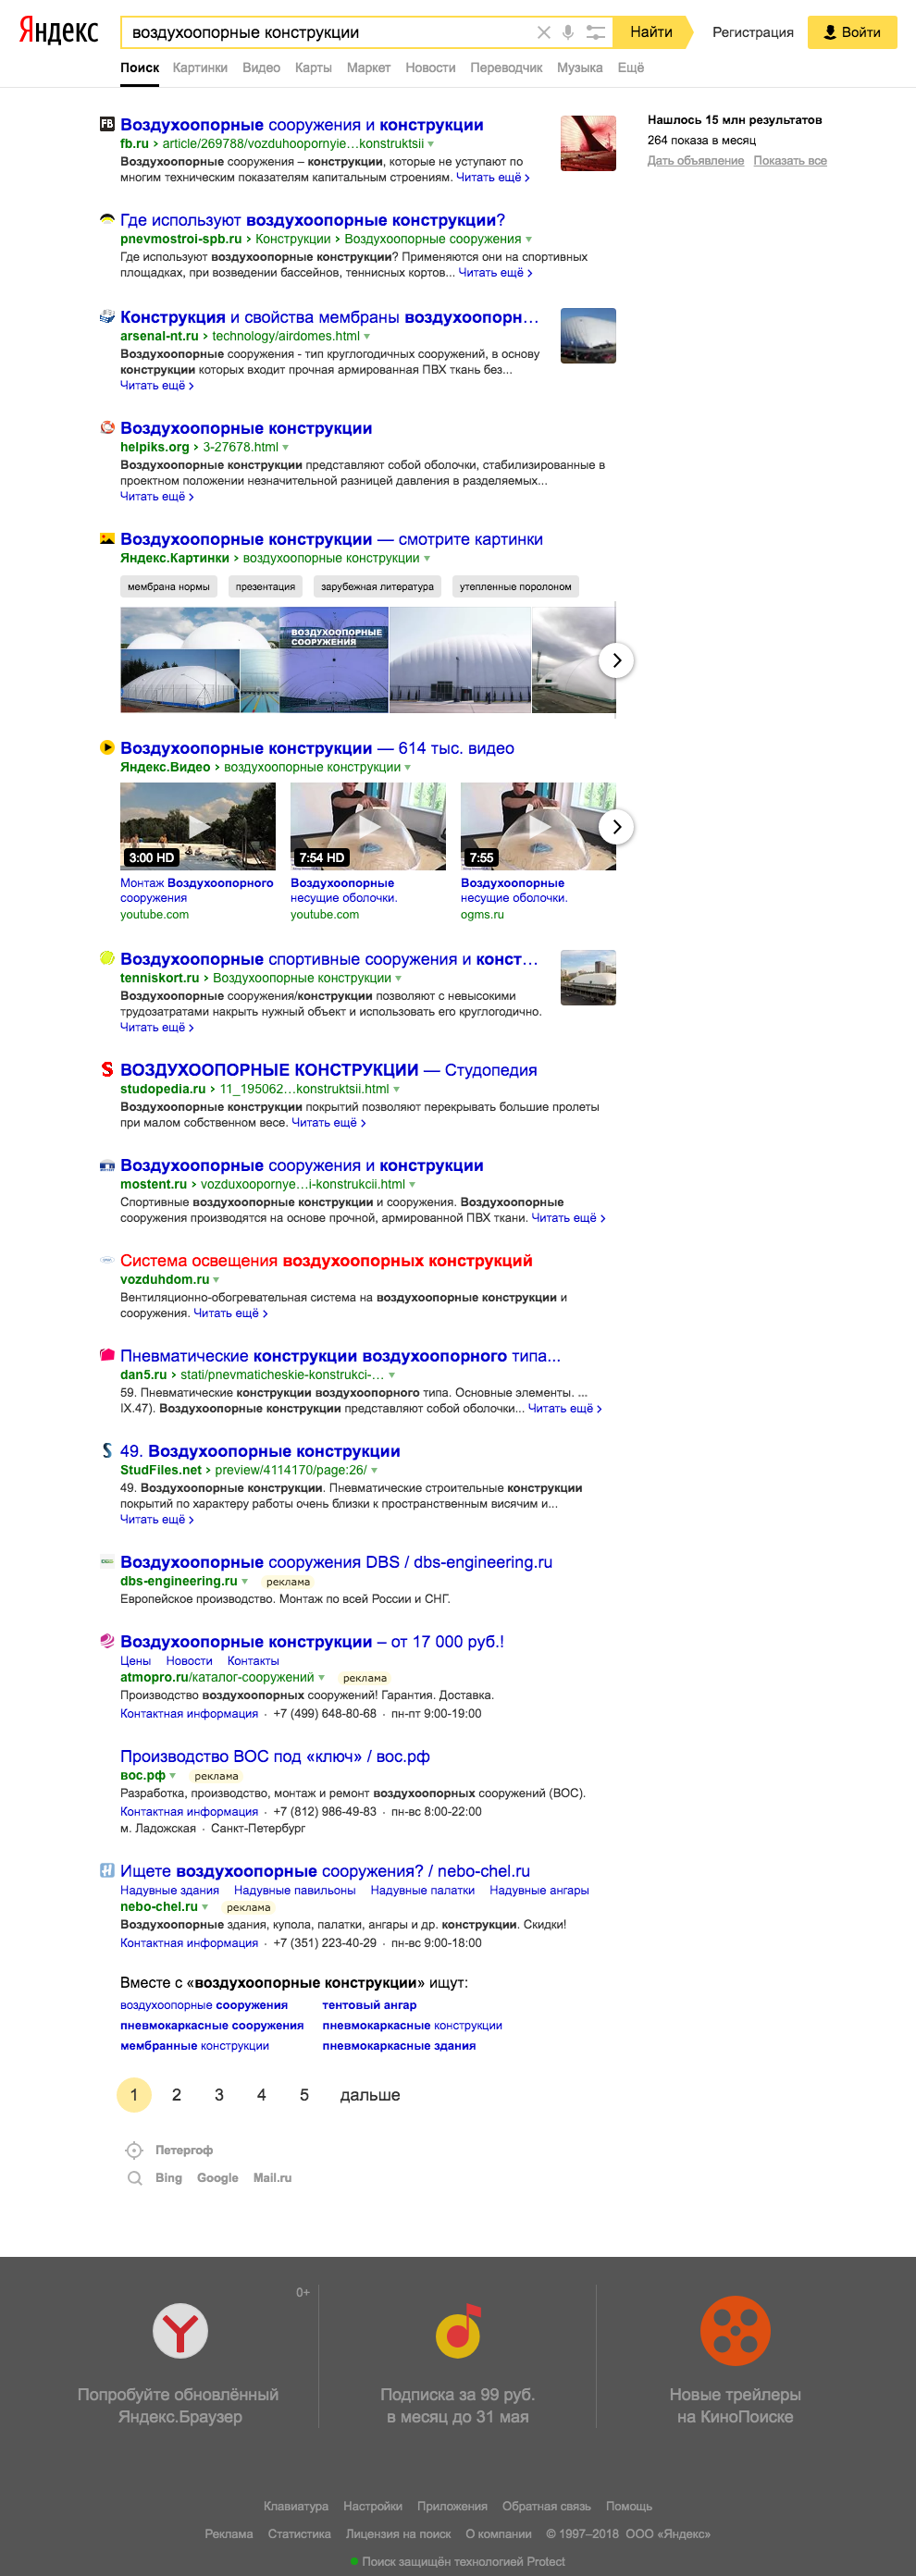 Яндекс
воздухоопорные конструкции
Найти
Регистрация
Войти
Поиск Картинки Видео Карты Маркет Новости Переводчик Музыка Ещё
Нашлось 15 млн результатов
264 показа в месяц
Дать объявление Показать все
Воздухоопорные сооружения и конструкции
fb.ru › article/269788/vozduhoopornyie…konstruktsii
Воздухоопорные сооружения – конструкции, которые не уступают по
многим техническим показателям капитальным строениям. Читать ещё ›
Где используют воздухоопорные конструкции?
pnevmostroi-spb.ru › Конструкции › Воздухоопорные сооружения
Где используют воздухоопорные конструкции? Применяются они на спортивных
площадках, при возведении бассейнов, теннисных кортов... Читать ещё ›
Конструкция и свойства мембраны воздухоопорн…
arsenal-nt.ru › technology/airdomes.html
Воздухоопорные сооружения - тип круглогодичных сооружений, в основу
конструкции которых входит прочная армированная ПВХ ткань без...
Читать ещё ›
Воздухоопорные конструкции
helpiks.org › 3-27678.html
Воздухоопорные конструкции представляют собой оболочки, стабилизированные в
проектном положении незначительной разницей давления в разделяемых...
Читать ещё ›
Воздухоопорные конструкции — смотрите картинки
Яндекс.Картинки › воздухоопорные конструкции
мембрана нормы презентация зарубежная литература утепленные поролоном
ВОЗДУХООПОРНЫЕ
СООРУЖЕНИЯ
Воздухоопорные конструкции — 614 тыс. видео
Яндекс.Видео › воздухоопорные конструкции
3:00 HD 7:54 HD 7:55
Монтаж Воздухоопорного
сооружения
youtube.com
Воздухоопорные
несущие оболочки.
youtube.com
Воздухоопорные
несущие оболочки.
ogms.ru
Воздухоопорные спортивные сооружения и конст…
tenniskort.ru › Воздухоопорные конструкции
Воздухоопорные сооружения/конструкции позволяют с невысокими
трудозатратами накрыть нужный объект и использовать его круглогодично.
Читать ещё ›
ВОЗДУХООПОРНЫЕ КОНСТРУКЦИИ — Студопедия
studopedia.ru › 11_195062…konstruktsii.html
Воздухоопорные конструкции покрытий позволяют перекрывать большие пролеты
при малом собственном весе. Читать ещё ›
Воздухоопорные сооружения и конструкции
mostent.ru › vozduxoopornye…i-konstrukcii.html
Спортивные воздухоопорные конструкции и сооружения. Воздухоопорные
сооружения производятся на основе прочной, армированной ПВХ ткани. Читать ещё ›
Система освещения воздухоопорных конструкций
vozduhdom.ru
Вентиляционно-обогревательная система на воздухоопорные конструкции и
сооружения. Читать ещё ›
Пневматические конструкции воздухоопорного типа...
dan5.ru › stati/pnevmaticheskie-konstrukci-…
59. Пневматические конструкции воздухоопорного типа. Основные элементы. ...
IX.47). Воздухоопорные конструкции представляют собой оболочки... Читать ещё ›
49. Воздухоопорные конструкции
StudFiles.net › preview/4114170/page:26/
49. Воздухоопорные конструкции. Пневматические строительные конструкции
покрытий по характеру работы очень близки к пространственным висячим и...
Читать ещё ›
Воздухоопорные сооружения DBS / dbs-engineering.ru
dbs-engineering.ru реклама
Европейское производство. Монтаж по всей России и СНГ.
Воздухоопорные конструкции – от 17 000 руб.!
Цены Новости Контакты
atmopro.ru/каталог-сооружений реклама
Производство воздухоопорных сооружений! Гарантия. Доставка.
Контактная информация · +7 (499) 648-80-68 · пн-пт 9:00-19:00
Производство ВОС под «ключ» / вос.рф
вос.рф реклама
Разработка, производство, монтаж и ремонт воздухоопорных сооружений (ВОС).
Контактная информация · +7 (812) 986-49-83 · пн-вс 8:00-22:00
м. Ладожская · Санкт-Петербург
Ищете воздухоопорные сооружения? / nebo-chel.ru
Надувные здания Надувные павильоны Надувные палатки Надувные ангары
nebo-chel.ru реклама
Воздухоопорные здания, купола, палатки, ангары и др. конструкции. Скидки!
Контактная информация · +7 (351) 223-40-29 · пн-вс 9:00-18:00
Вместе с «воздухоопорные конструкции» ищут:
воздухоопорные сооружения тентовый ангар
пневмокаркасные сооружения пневмокаркасные конструкции
мембранные конструкции пневмокаркасные здания
1 2 3 4 5 дальше
Петергоф
Bing Google Mail.ru
0+
Попробуйте обновлённый
Яндекс.Браузер
Подписка за 99 руб.
в месяц до 31 мая
Новые трейлеры
на КиноПоиске
Клавиатура Настройки Приложения Обратная связь Помощь
Реклама Статистика Лицензия на поиск О компании © 1997–2018 ООО «Яндекс»
Поиск защищён технологией Protect